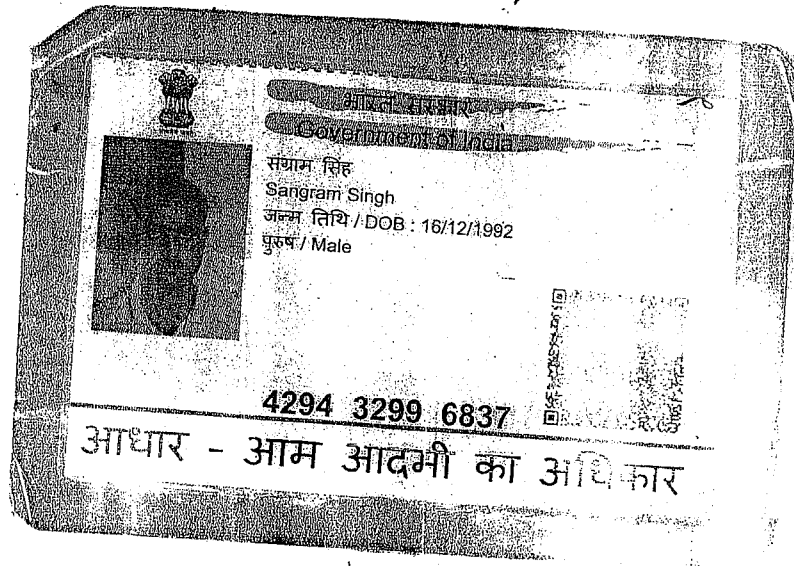 भारत सरकार
Government of India
संग्राम सिंह
Sangram Singh
जन्म तिथि / DOB : 16/12/1992
पुरुष / Male
4294 3299 6837
आधार - आम आदमी का अधिकार